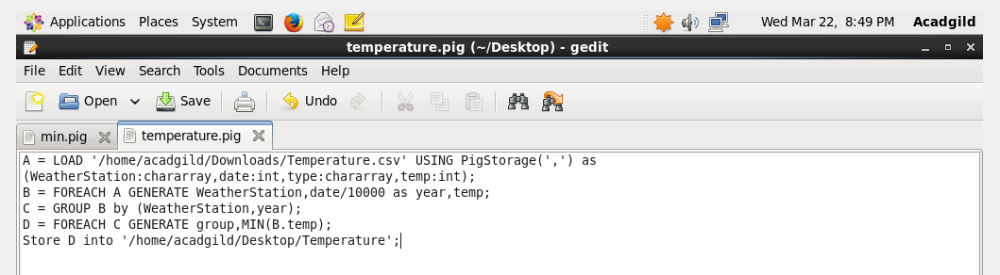 Applications Places System Wed Mar 22, 8:49 PM Acadgild
temperature.pig (~/Desktop) - gedit
File Edit View Search Tools Documents Help
Open Save Undo
min.pig temperature.pig
A = LOAD '/home/acadgild/Downloads/Temperature.csv' USING PigStorage(',') as
(WeatherStation:chararray,date:int,type:chararray,temp:int);
B = FOREACH A GENERATE WeatherStation,date/10000 as year,temp;
C = GROUP B by (WeatherStation,year);
D = FOREACH C GENERATE group,MIN(B.temp);
Store D into '/home/acadgild/Desktop/Temperature';